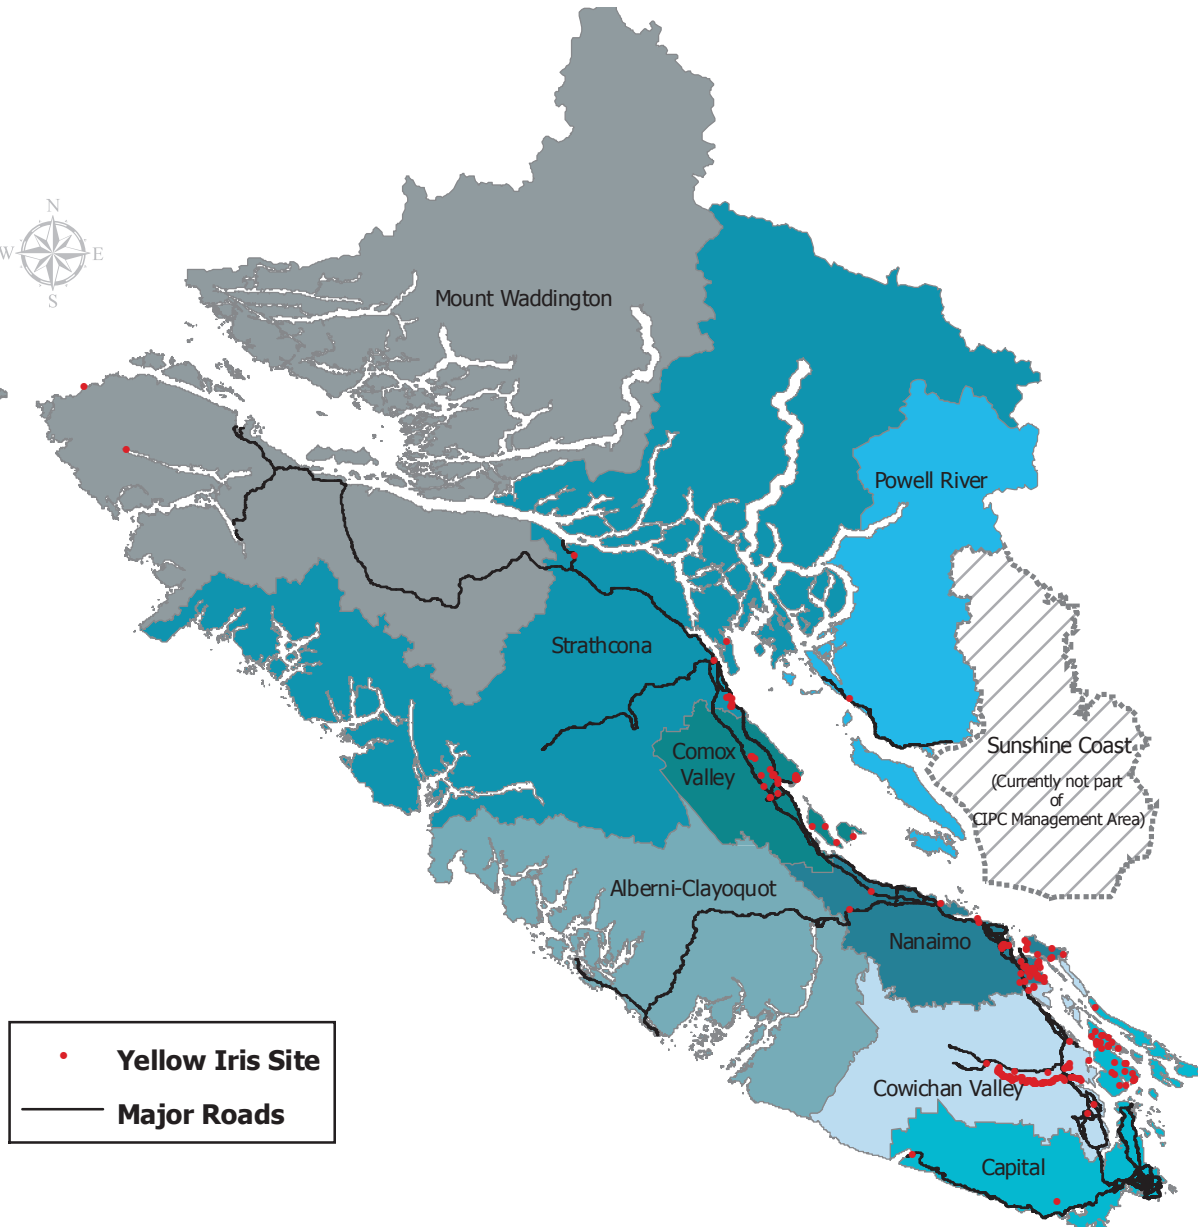 N
W E
S
Mount Waddington
Powell River
Strathcona
Sunshine Coast
(Currently not part
of
CIPC Management Area)
Comox
Valley
Alberni-Clayoquot
Nanaimo
Cowichan Valley
Capital
Yellow Iris Site
Major Roads